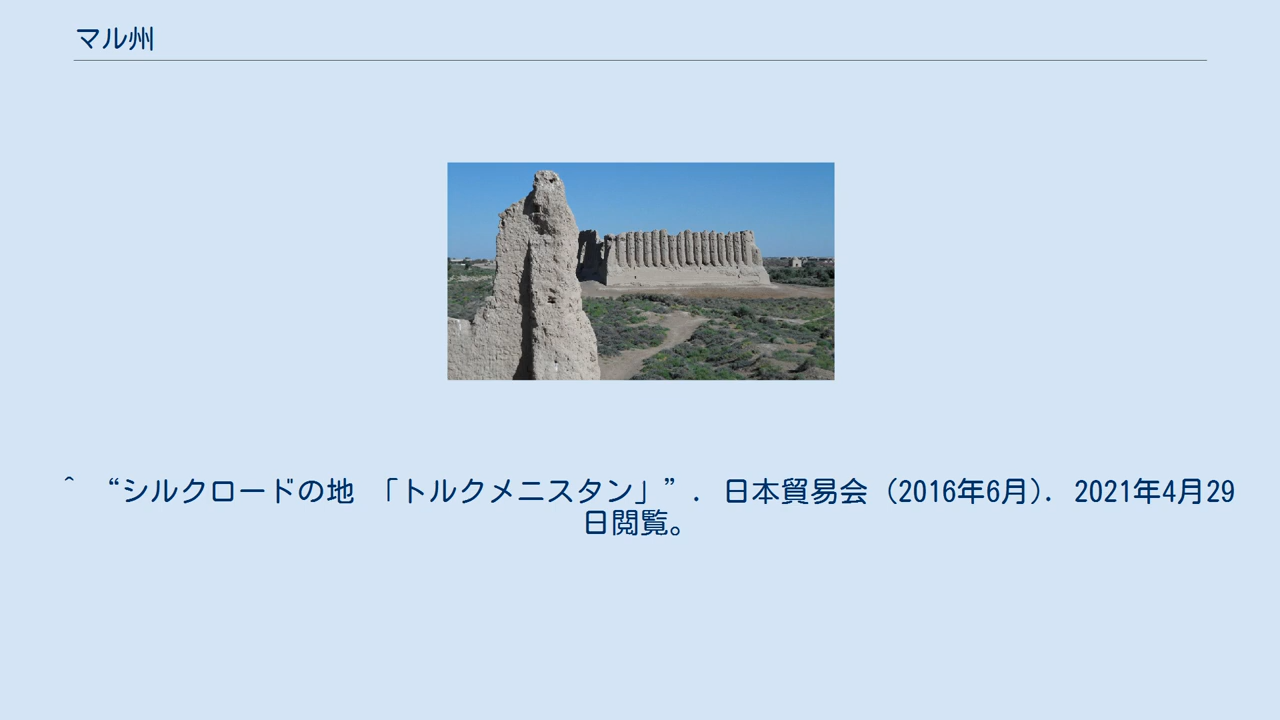 マル州
^ “シルクロードの地 「トルクメニスタン」”. 日本貿易会 (2016年6月). 2021年4月29
日閲覧。